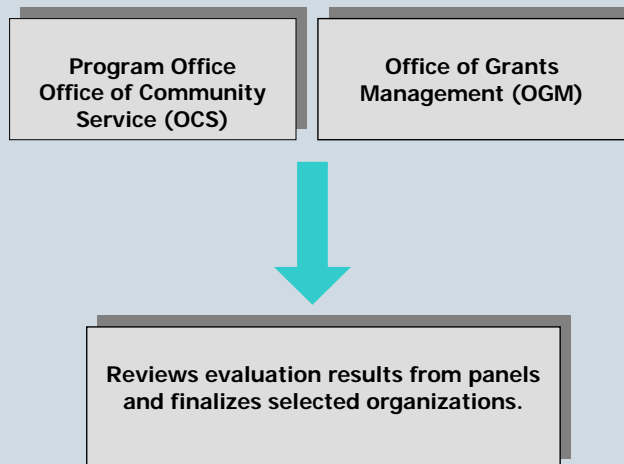 Program Office
Office of Community
Service (OCS)
Office of Grants
Management (OGM)
Reviews evaluation results from panels
and finalizes selected organizations.